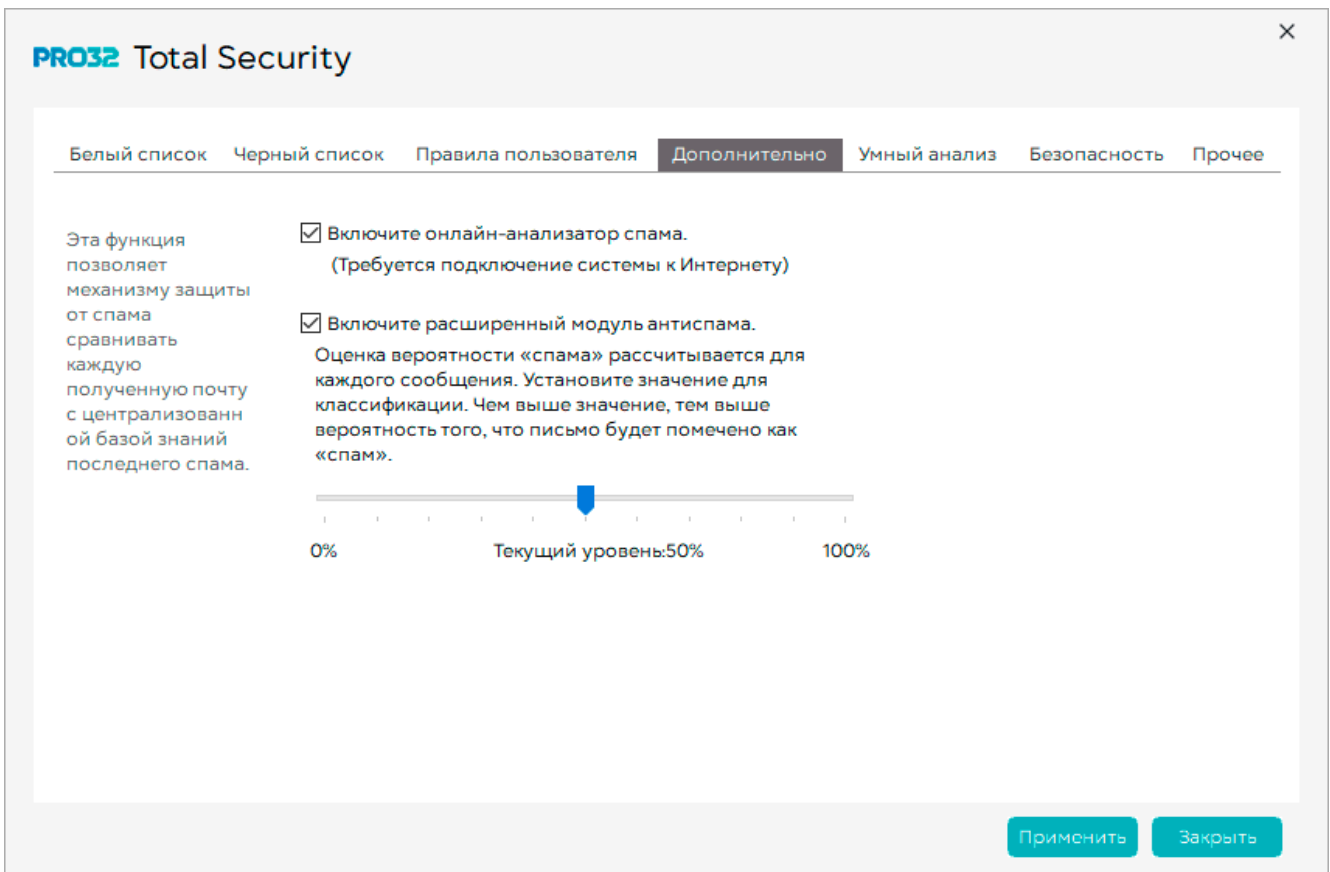 PRO32 Total Security
Белый список Черный список Правила пользователя Дополнительно Умный анализ Безопасность Прочее
Эта функция
позволяет
механизму защиты
от спама
сравнивать
каждую
полученную почту
с централизованн
ой базой знаний
последнего спама.
Включите онлайн-анализатор спама.
(Требуется подключение системы к Интернету)
Включите расширенный модуль антиспама.
Оценка вероятности «спама» рассчитывается для
каждого сообщения. Установите значение для
классификации. Чем выше значение, тем выше
вероятность того, что письмо будет помечено как
«спам».
0% Текущий уровень:50% 100%
Применить Закрыть